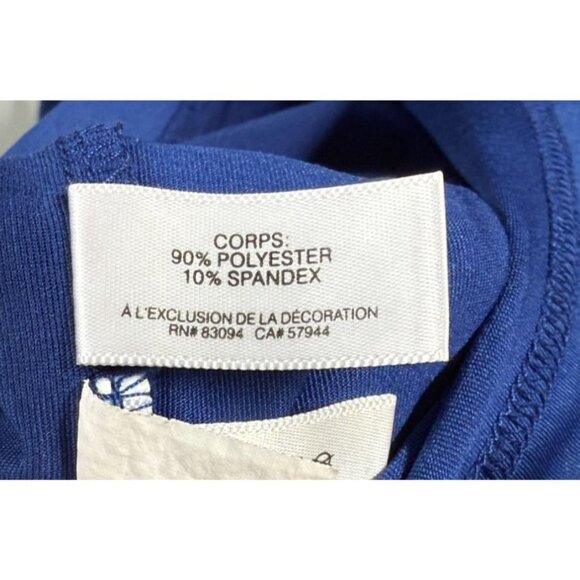 CORPS:
90% POLYESTER
10% SPANDEX
À L'EXCLUSION DE LA DÉCORATION
RN# 83094 CA# 57944